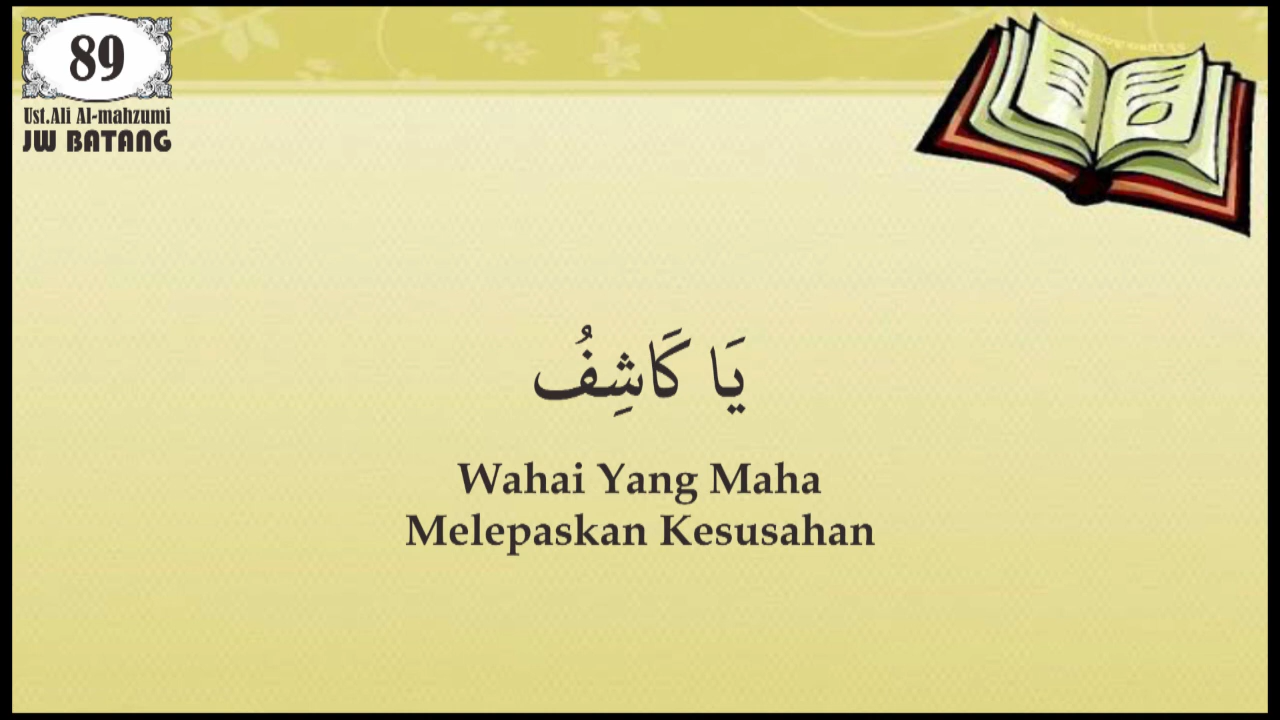 89
Ust.Ali Al-mahzumi
JW BATANG
يَا كَاشِفُ
Wahai Yang Maha
Melepaskan Kesusahan